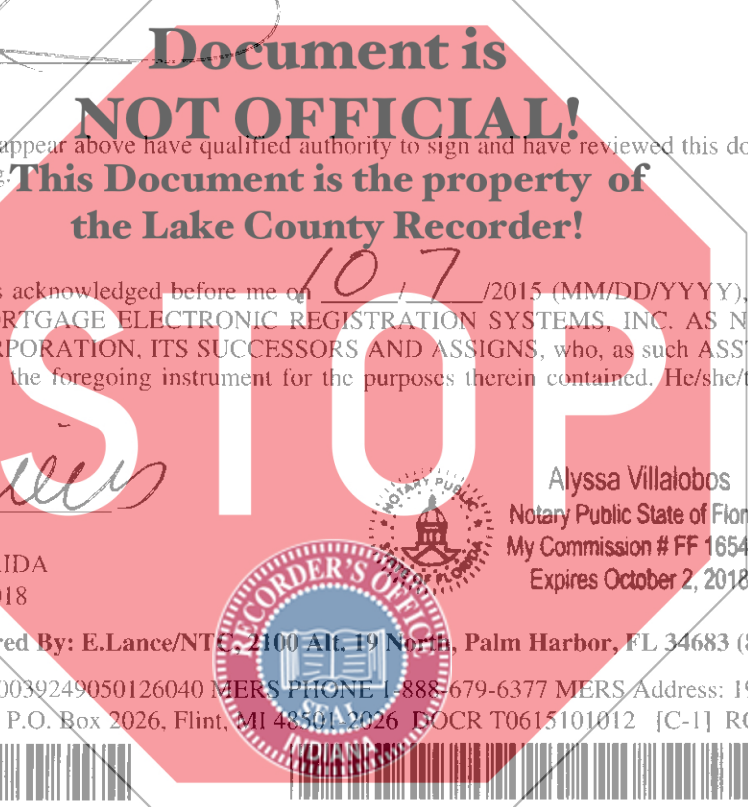 Document is
NOT OFFICIAL!
appear above have qualified authority to sign and have reviewed this do
g.
This Document is the property of
the Lake County Recorder!
s acknowledged before me on 10/7/2015 (MM/DD/YYYY),
RTGAGE ELECTRONIC REGISTRATION SYSTEMS, INC. AS N
RPORATION, ITS SUCCESSORS AND ASSIGNS, who, as such ASST
the foregoing instrument for the purposes therein contained. He/she/t
STOP
NOTARY PUBLIC
STATE OF FLORIDA
Alyssa Villalobos
Notary Public State of Flor
My Commission # FF 1654
Expires October 2, 2018
IDA
018
RECORDER'S OFFICE
SEAL
INDIANA
red By: E.Lance/NTC, 2100 Alt. 19 North, Palm Harbor, FL 34683 (8
0039249050126040 MERS PHONE 1-888-679-6377 MERS Address: 19
P.O. Box 2026, Flint, MI 48501-2026 DOCR T0615101012 [C-1] RC